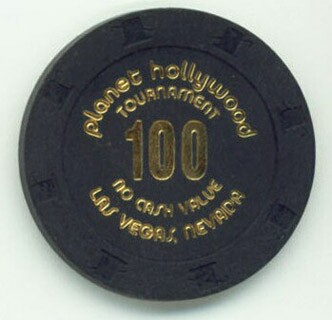 planet hollywood
TOURNAMENT
100
NO CASH VALUE
LAS VEGAS, NEVADA